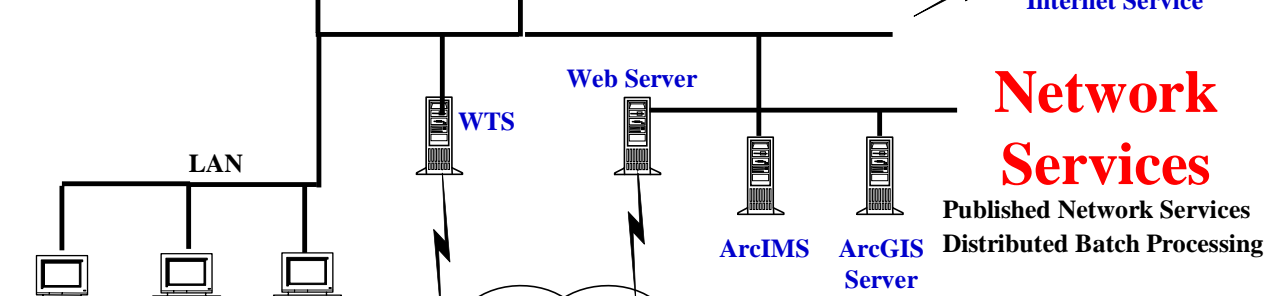 Internet Service
Web Server
Network
Services
WTS
LAN
Published Network Services
Distributed Batch Processing
ArcIMS
ArcGIS
Server